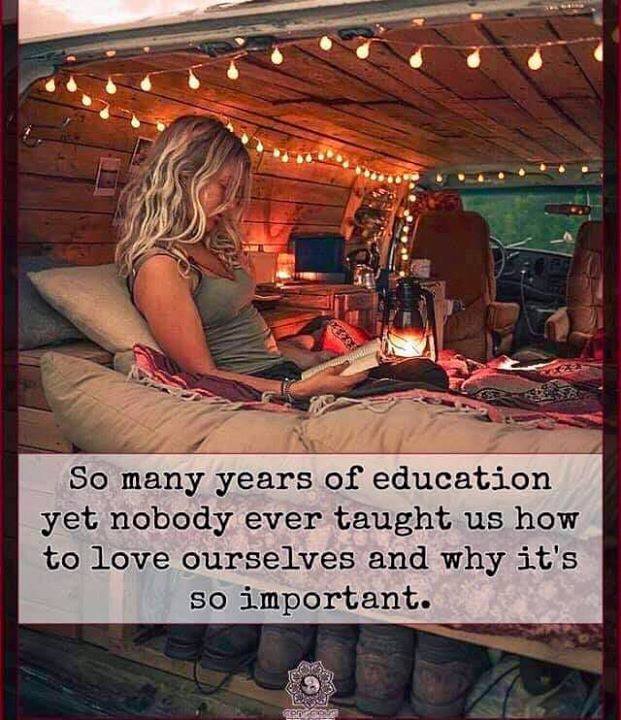 So many years of education
yet nobody ever taught us how
to love ourselves and why it's
so important.